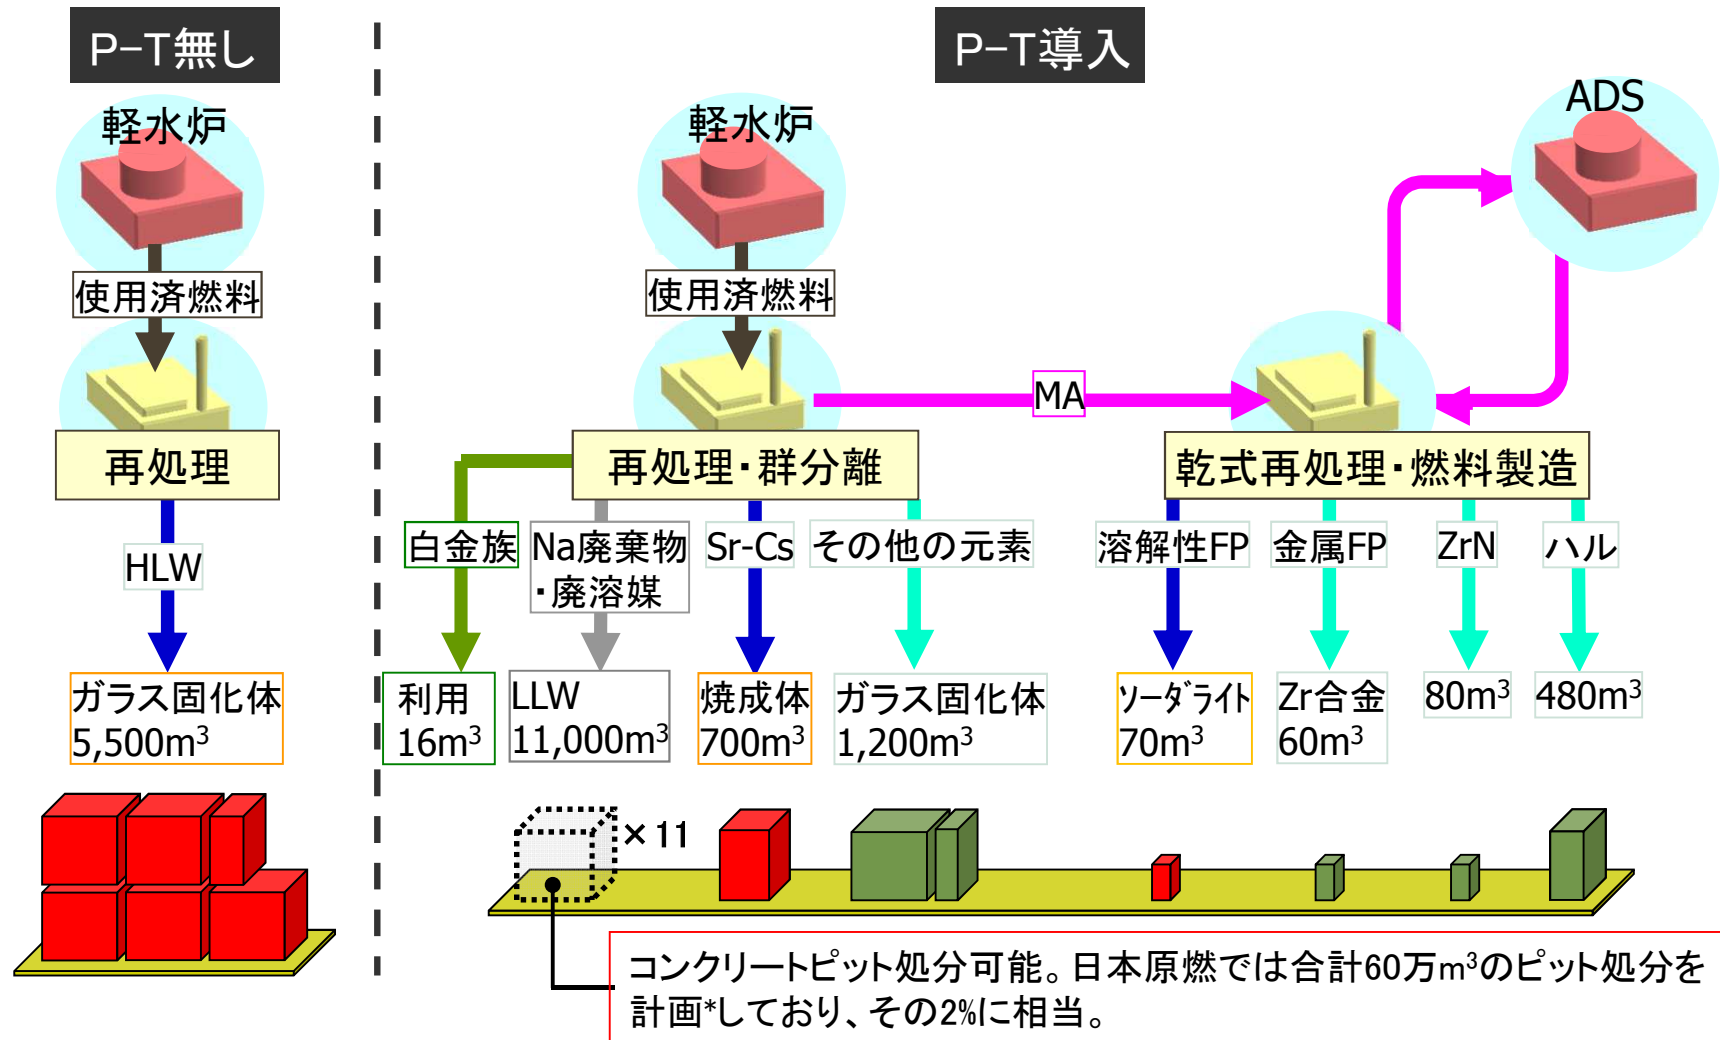 P−T無し
軽水炉
使用済燃料
再処理
HLW
ガラス固化体
5,500m³
P−T導入
軽水炉
使用済燃料
再処理・群分離
MA
ADS
乾式再処理・燃料製造
白金族
Na廃棄物
・廃溶媒
Sr-Cs
その他の元素
溶解性FP
金属FP
ZrN
ハル
利用
16m³
LLW
11,000m³
焼成体
700m³
ガラス固化体
1,200m³
ソーダライト
70m³
Zr合金
60m³
80m³
480m³
×11
コンクリートピット処分可能。日本原燃では合計60万m³のピット処分を
計画*しており、その2%に相当。